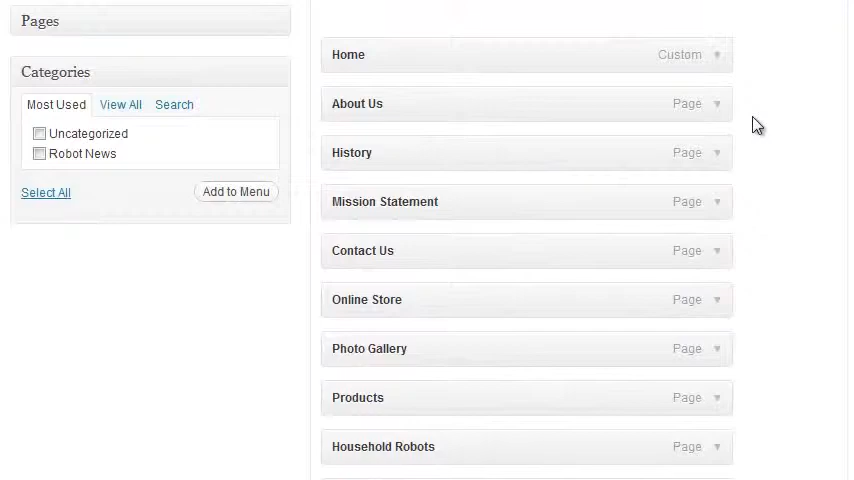 Pages
Categories
Most Used View All Search
Uncategorized
Robot News
Select All Add to Menu
Home Custom
About Us Page
History Page
Mission Statement Page
Contact Us Page
Online Store Page
Photo Gallery Page
Products Page
Household Robots Page